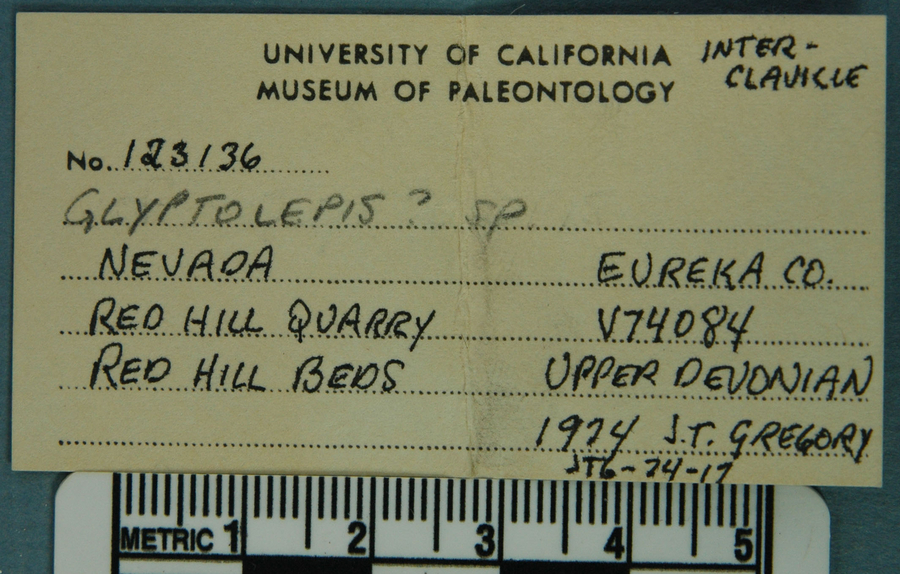 UNIVERSITY OF CALIFORNIA
MUSEUM OF PALEONTOLOGY
INTER-
CLAVICLE
No. 123136
GLYPTOLEPIS ? SP.
NEVADA EUREKA CO.
RED HILL QUARRY V74084
RED HILL BEDS UPPER DEVONIAN
1974 J.T. GREGORY
JTG-74-17
METRIC 1 2 3 4 5